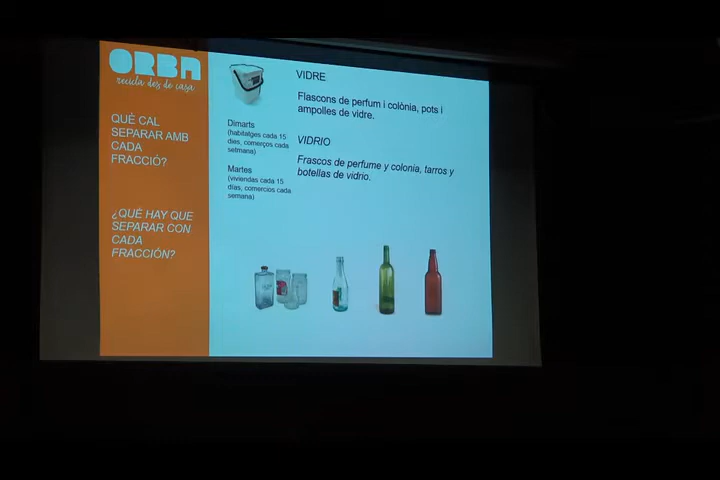 ORBA
recicla des de casa
QUÈ CAL
SEPARAR AMB
CADA
FRACCIÓ?
¿QUÉ HAY QUE
SEPARAR CON
CADA
FRACCIÓN?
Dimarts
(habitatges cada 15
dies, comerços cada
setmana)
Martes
(viviendas cada 15
días, comercios cada
semana)
VIDRE
Flascons de perfum i colònia, pots i
ampolles de vidre.
VIDRIO
Frascos de perfume y colonia, tarros y
botellas de vidrio.